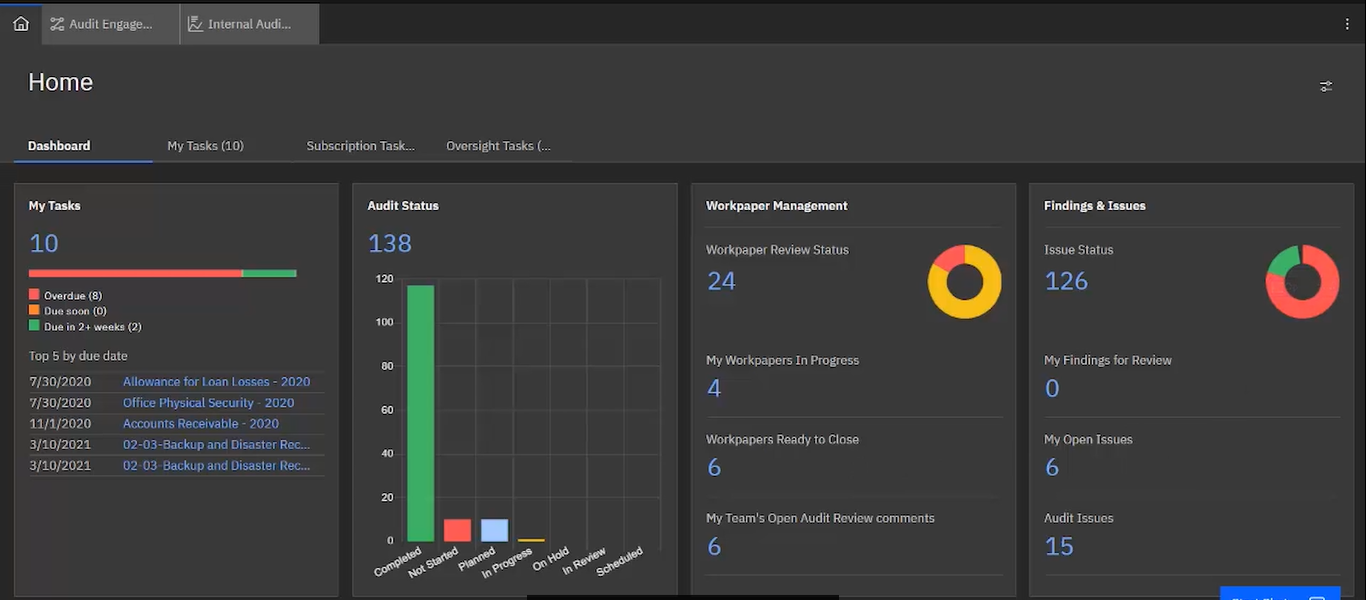 Audit Engage...
Internal Audi...
Home
Dashboard
My Tasks (10)
Subscription Task...
Oversight Tasks (...
My Tasks
10
Overdue (8)
Due soon (0)
Due in 2+ weeks (2)
Top 5 by due date
7/30/2020 Allowance for Loan Losses - 2020
7/30/2020 Office Physical Security - 2020
11/1/2020 Accounts Receivable - 2020
3/10/2021 02-03-Backup and Disaster Rec...
3/10/2021 02-03-Backup and Disaster Rec...
Audit Status
138
120
100
80
60
40
20
0
Completed
Not Started
Planned
In Progress
On Hold
In Review
Scheduled
Workpaper Management
Workpaper Review Status
24
My Workpapers In Progress
4
Workpapers Ready to Close
6
My Team's Open Audit Review comments
6
Findings & Issues
Issue Status
126
My Findings for Review
0
My Open Issues
6
Audit Issues
15